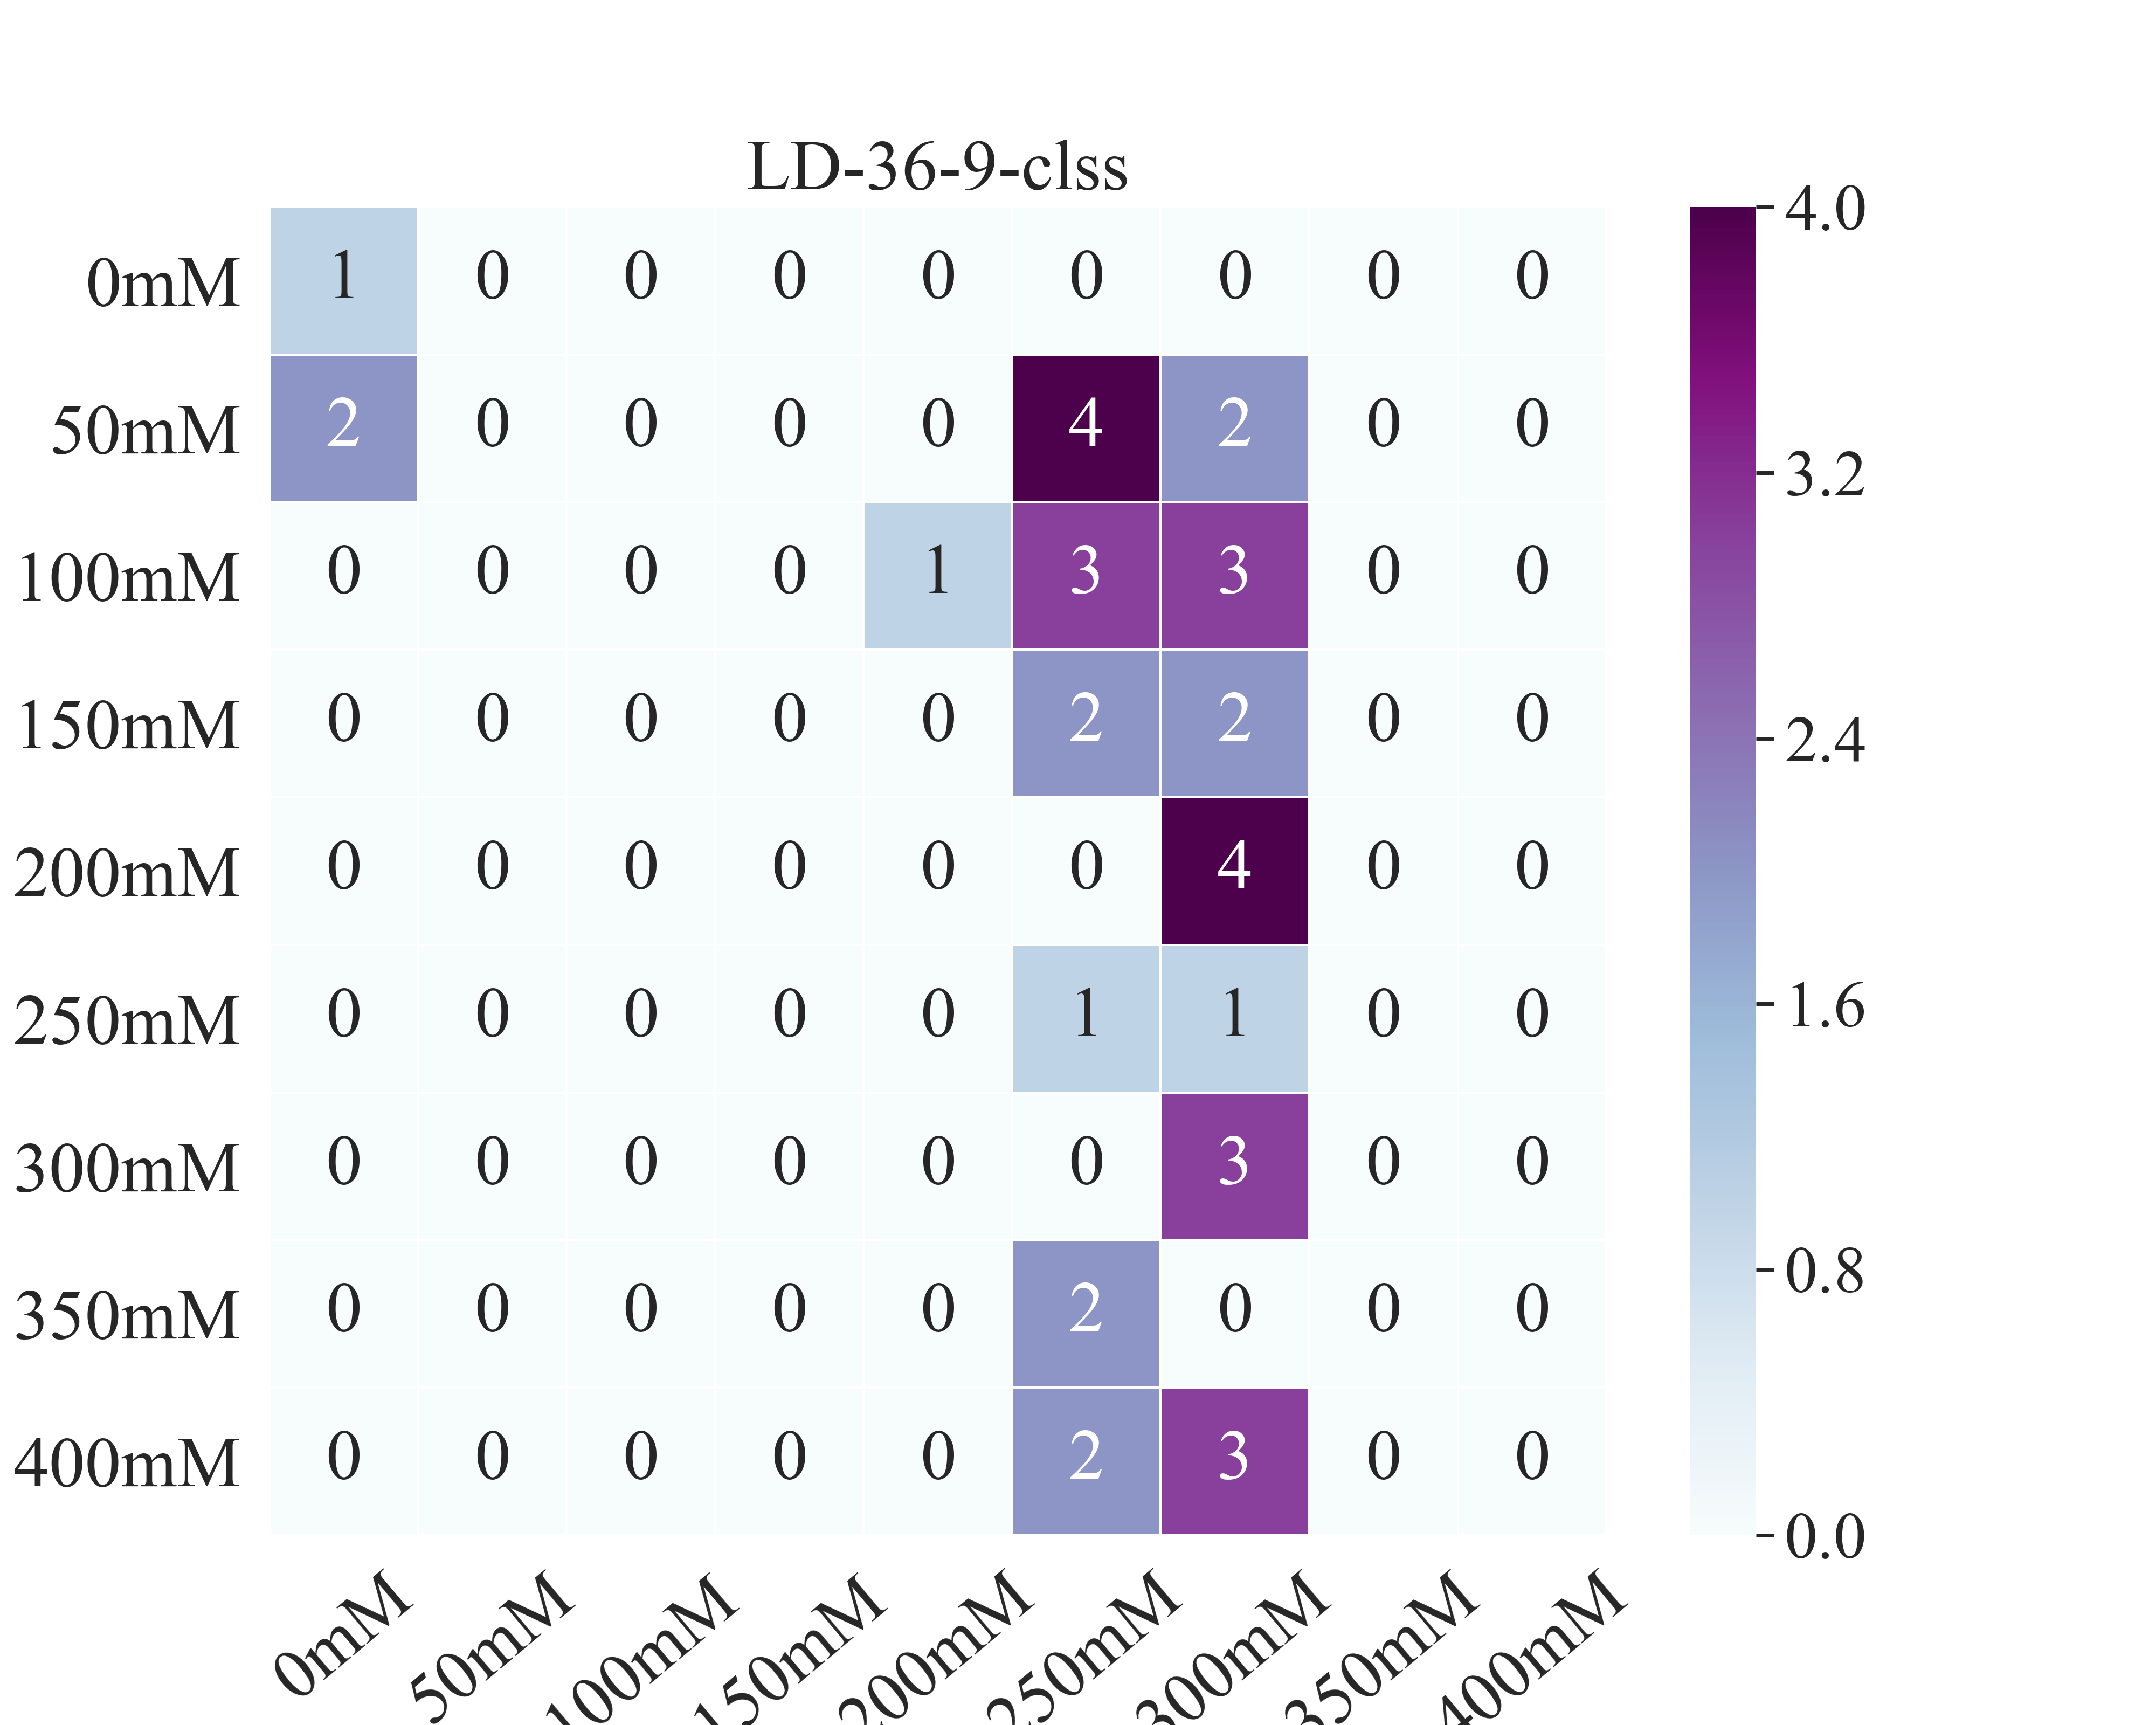 LD-36-9-clss
0mM 1 0 0 0 0 0 0 0 0
50mM 2 0 0 0 0 4 2 0 0
100mM 0 0 0 0 1 3 3 0 0
150mM 0 0 0 0 0 2 2 0 0
200mM 0 0 0 0 0 0 4 0 0
250mM 0 0 0 0 0 1 1 0 0
300mM 0 0 0 0 0 0 3 0 0
350mM 0 0 0 0 0 2 0 0 0
400mM 0 0 0 0 0 2 3 0 0
0mM 50mM 100mM 150mM 200mM 250mM 300mM 350mM 400mM
4.0
3.2
2.4
1.6
0.8
0.0